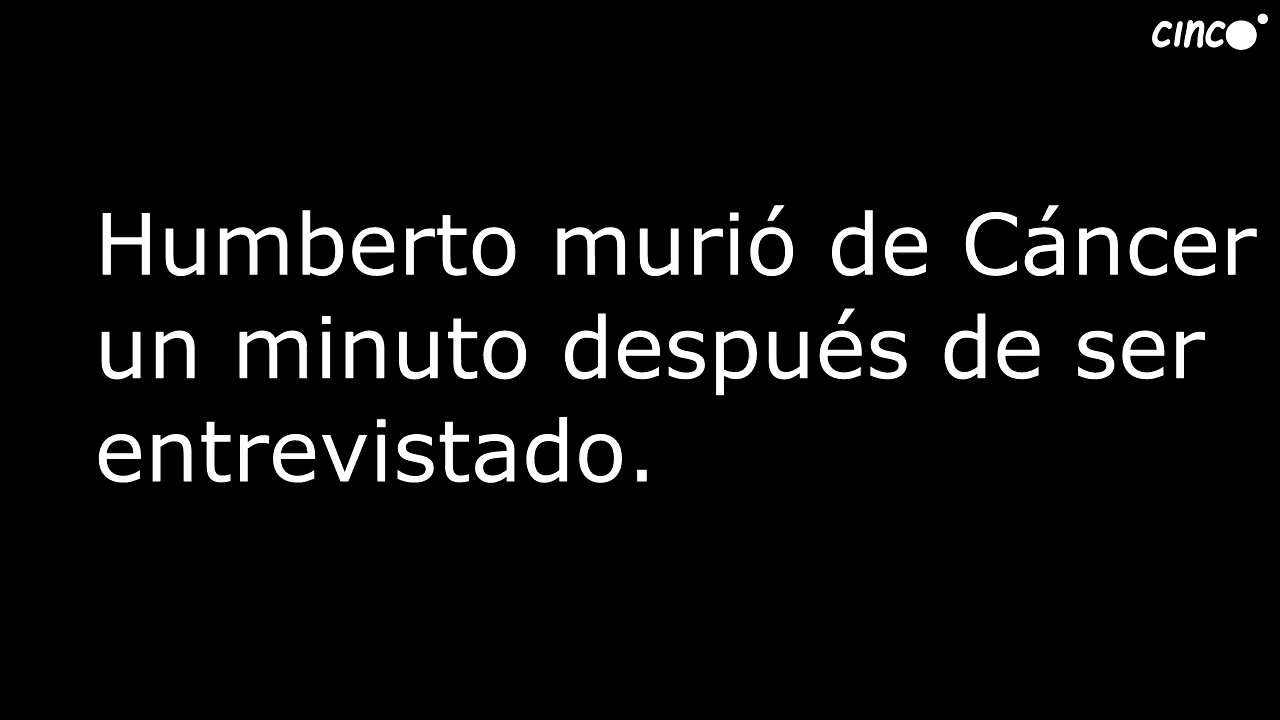 cinco
Humberto murió de Cáncer
un minuto después de ser
entrevistado.